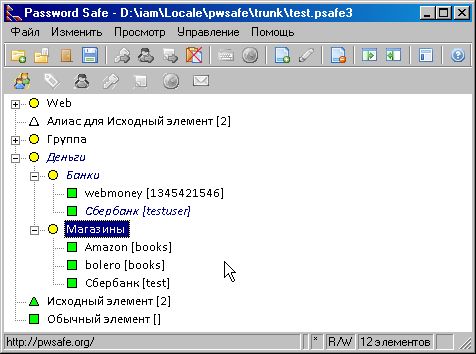 Password Safe - D:\iam\Locale\pwsafe\trunk\test.psafe3
Файл Изменить Просмотр Управление Помощь
Web
Алиас для Исходный элемент [2]
Группа
Деньги
Банки
webmoney [1345421546]
Сбербанк [testuser]
Магазины
Amazon [books]
bolero [books]
Сбербанк [test]
Исходный элемент [2]
Обычный элемент []
http://pwsafe.org/ * R/W 12 элементов